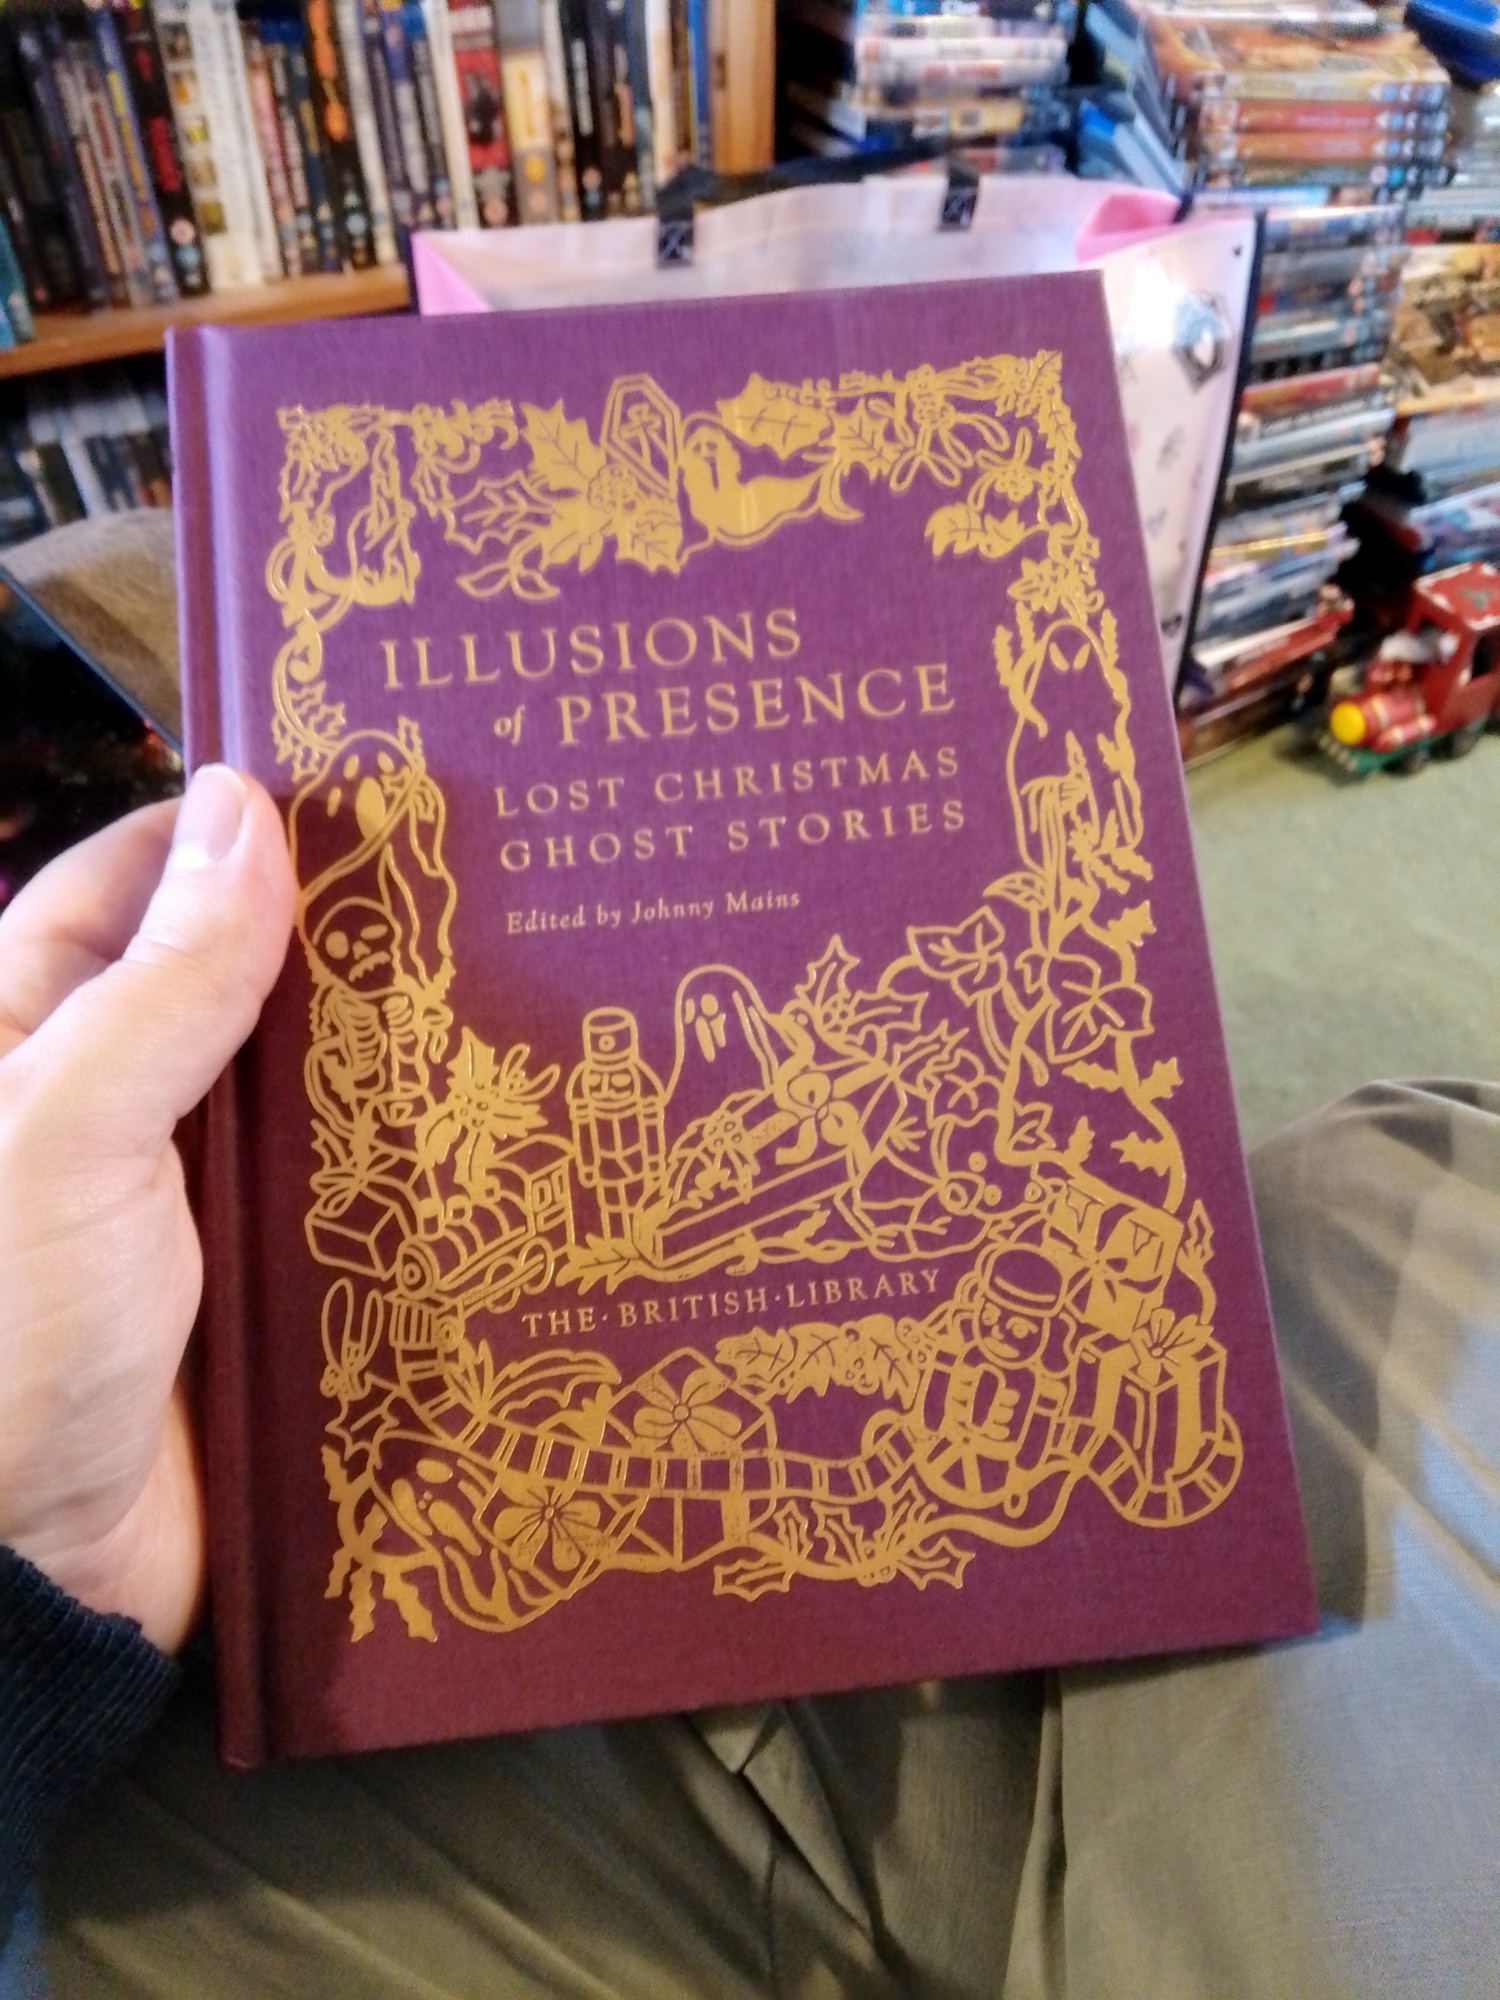 ILLUSIONS
of PRESENCE
LOST CHRISTMAS
GHOST STORIES
Edited by Johnny Mains
THE·BRITISH·LIBRARY